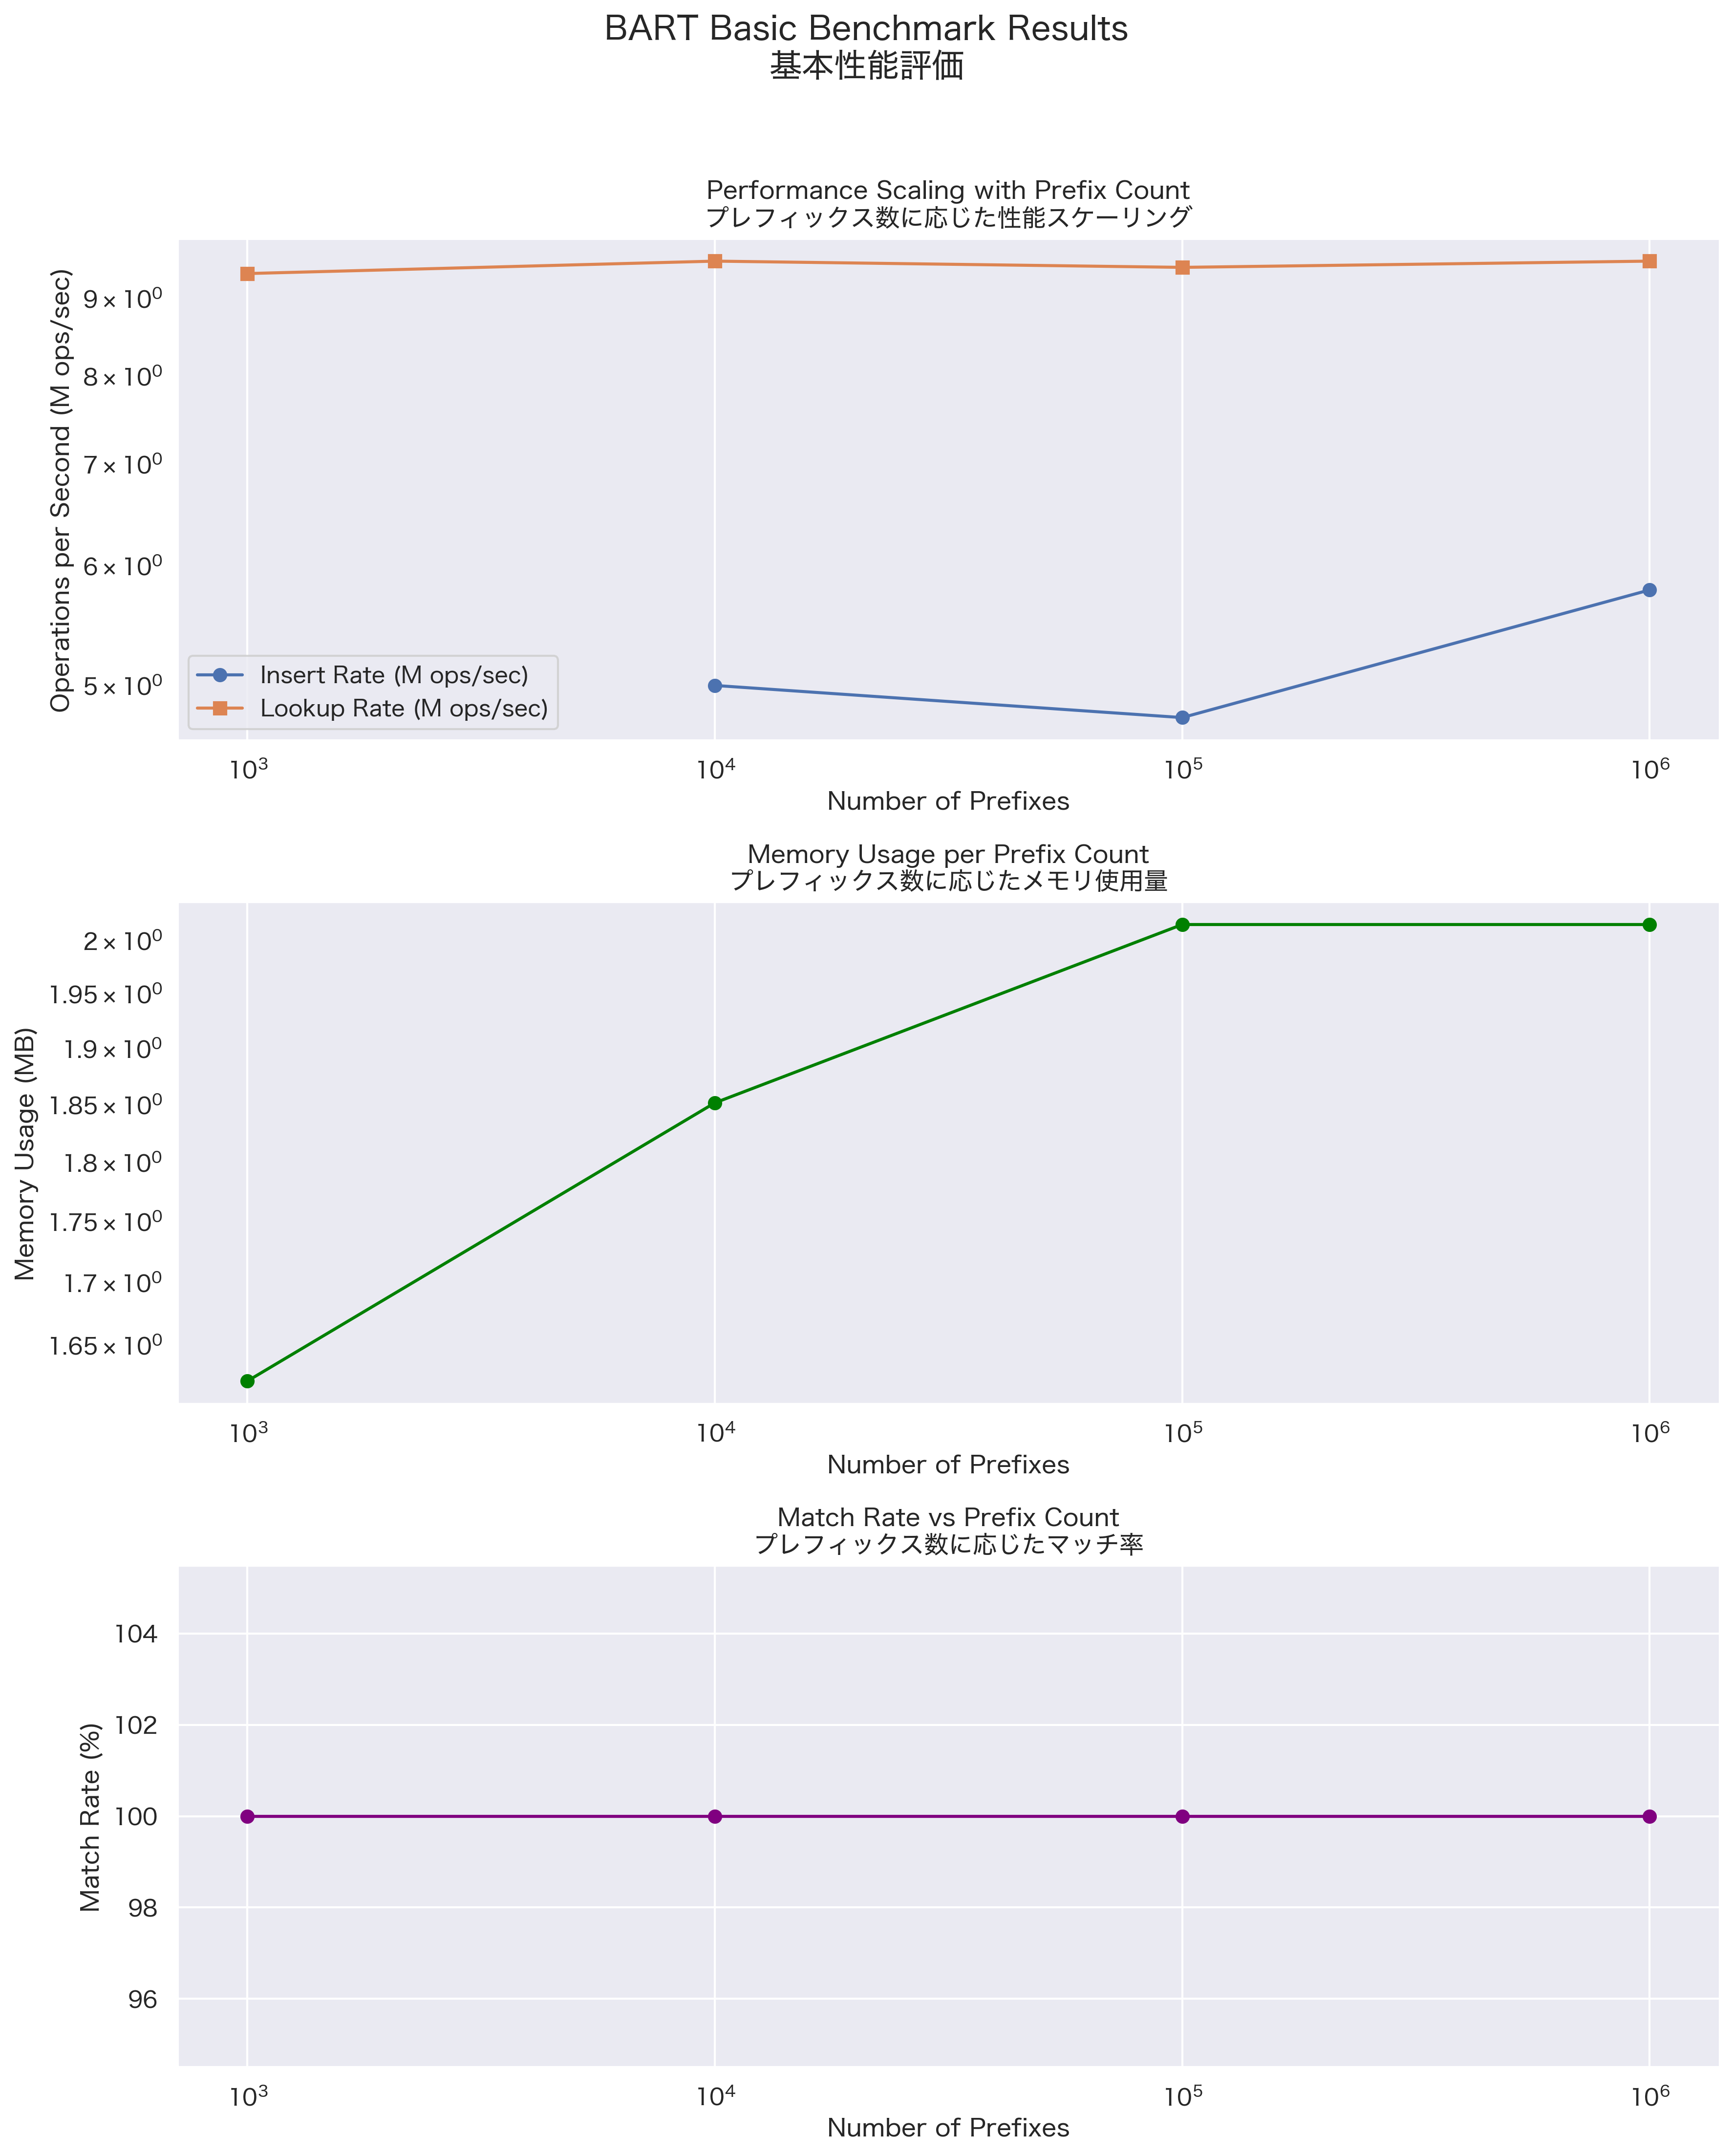 BART Basic Benchmark Results
基本性能評価
Performance Scaling with Prefix Count
プレフィックス数に応じた性能スケーリング
Operations per Second (M ops/sec)
9 × 10⁰
8 × 10⁰
7 × 10⁰
6 × 10⁰
5 × 10⁰
Insert Rate (M ops/sec)
Lookup Rate (M ops/sec)
10³ 10⁴ 10⁵ 10⁶
Number of Prefixes
Memory Usage per Prefix Count
プレフィックス数に応じたメモリ使用量
Memory Usage (MB)
2 × 10⁰
1.95 × 10⁰
1.9 × 10⁰
1.85 × 10⁰
1.8 × 10⁰
1.75 × 10⁰
1.7 × 10⁰
1.65 × 10⁰
10³ 10⁴ 10⁵ 10⁶
Number of Prefixes
Match Rate vs Prefix Count
プレフィックス数に応じたマッチ率
Match Rate (%)
104
102
100
98
96
10³ 10⁴ 10⁵ 10⁶
Number of Prefixes